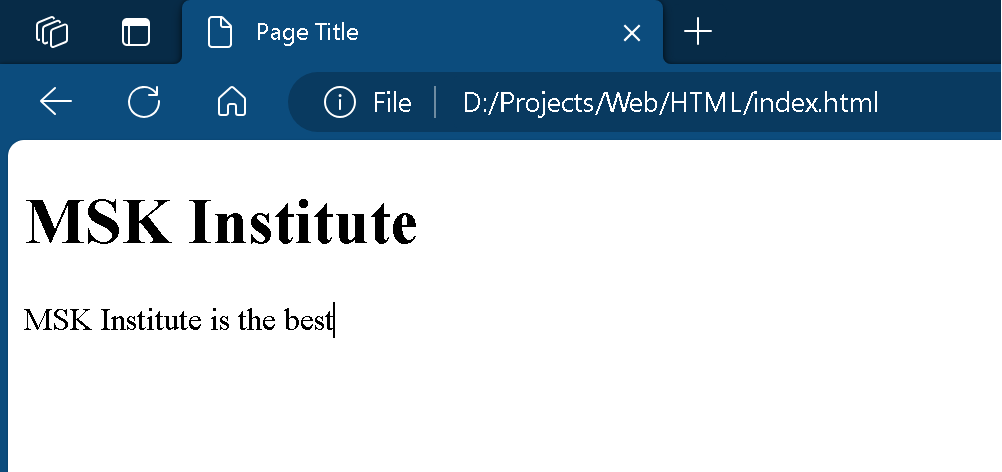 Page Title
File D:/Projects/Web/HTML/index.html
MSK Institute
MSK Institute is the best